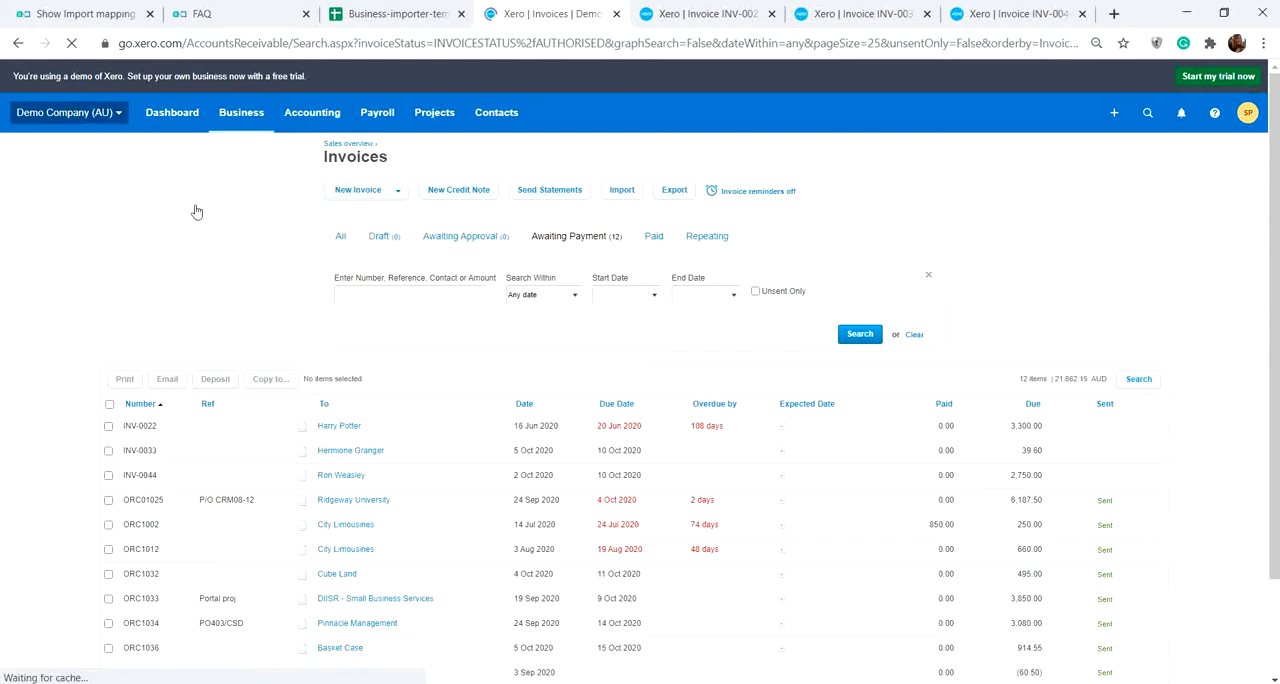 Show Import mapping
FAQ
Business-importer-tem
Xero | Invoices | Demo
Xero | Invoice INV-002
Xero | Invoice INV-003
Xero | Invoice INV-004
go.xero.com/AccountsReceivable/Search.aspx?invoiceStatus=INVOICESTATUS%2fAUTHORISED&graphSearch=False&dateWithin=any&pageSize=25&unsentOnly=False&orderby=Invoic...
You're using a demo of Xero. Set up your own business now with a free trial.
Start my trial now
Demo Company (AU) Dashboard Business Accounting Payroll Projects Contacts SP
Sales overview ›
Invoices
New Invoice New Credit Note Send Statements Import Export Invoice reminders off
All Draft (0) Awaiting Approval (0) Awaiting Payment (12) Paid Repeating
Enter Number, Reference, Contact or Amount Search Within Start Date End Date
Any date Unsent Only
Search or Clear
Print Email Deposit Copy to... No items selected 12 items | 21,862.15 AUD Search
Number Ref To Date Due Date Overdue by Expected Date Paid Due Sent
INV-0022 Harry Potter 16 Jun 2020 20 Jun 2020 108 days + 0.00 3,300.00
INV-0033 Hermione Granger 5 Oct 2020 10 Oct 2020 + 0.00 39.60
INV-0044 Ron Weasley 2 Oct 2020 10 Oct 2020 + 0.00 2,750.00
ORC01025 P/O CRM08-12 Ridgeway University 24 Sep 2020 4 Oct 2020 2 days + 0.00 6,187.50 Sent
ORC1002 City Limousines 14 Jul 2020 24 Jul 2020 74 days + 850.00 250.00 Sent
ORC1012 City Limousines 3 Aug 2020 19 Aug 2020 48 days + 0.00 660.00 Sent
ORC1032 Cube Land 4 Oct 2020 11 Oct 2020 + 0.00 495.00 Sent
ORC1033 Portal proj DIISR - Small Business Services 19 Sep 2020 9 Oct 2020 + 0.00 3,850.00 Sent
ORC1034 PO403/CSD Pinnacle Management 24 Sep 2020 14 Oct 2020 + 0.00 3,080.00 Sent
ORC1036 Basket Case 5 Oct 2020 15 Oct 2020 + 0.00 914.55 Sent
3 Sep 2020 0.00 (60.50) Sent
Waiting for cache...